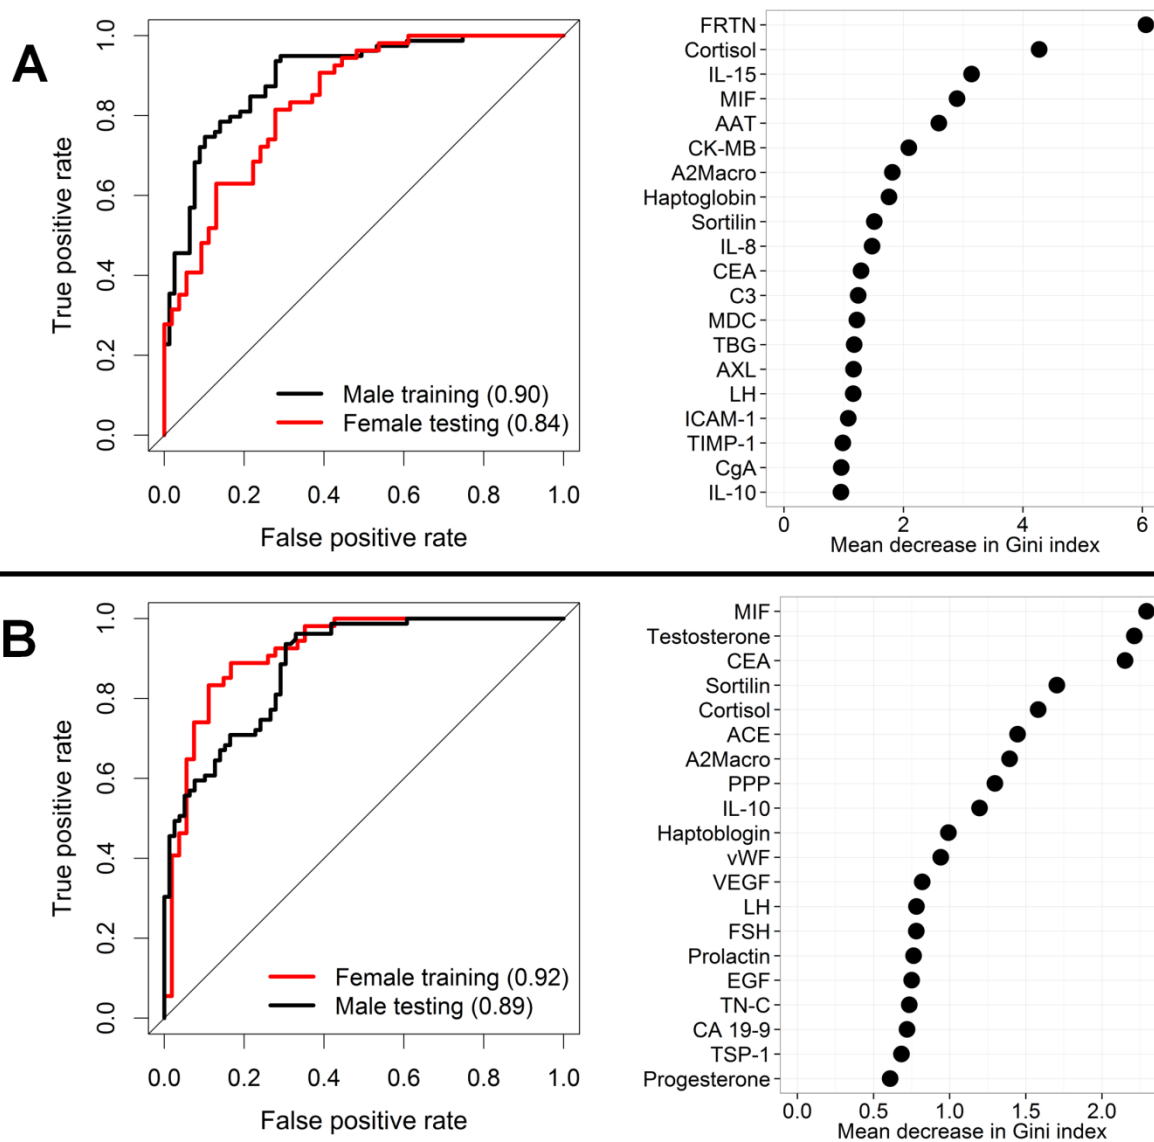 A
True positive rate
1.0
0.8
0.6
0.4
0.2
0.0
Male training (0.90)
Female testing (0.84)
0.0 0.2 0.4 0.6 0.8 1.0
False positive rate
FRTN
Cortisol
IL-15
MIF
AAT
CK-MB
A2Macro
Haptoglobin
Sortilin
IL-8
CEA
C3
MDC
TBG
AXL
LH
ICAM-1
TIMP-1
CgA
IL-10
0 2 4 6
Mean decrease in Gini index
B
True positive rate
1.0
0.8
0.6
0.4
0.2
0.0
Female training (0.92)
Male testing (0.89)
0.0 0.2 0.4 0.6 0.8 1.0
False positive rate
MIF
Testosterone
CEA
Sortilin
Cortisol
ACE
A2Macro
PPP
IL-10
Haptoblogin
vWF
VEGF
LH
FSH
Prolactin
EGF
TN-C
CA 19-9
TSP-1
Progesterone
0.0 0.5 1.0 1.5 2.0
Mean decrease in Gini index